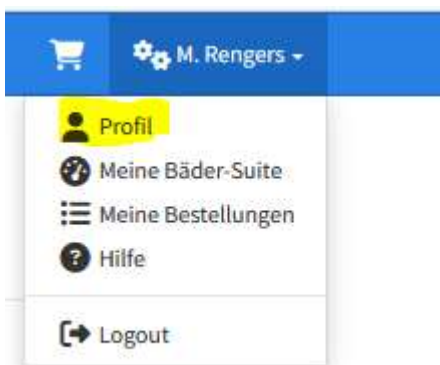 M. Rengers
Profil
Meine Bäder-Suite
Meine Bestellungen
Hilfe
Logout